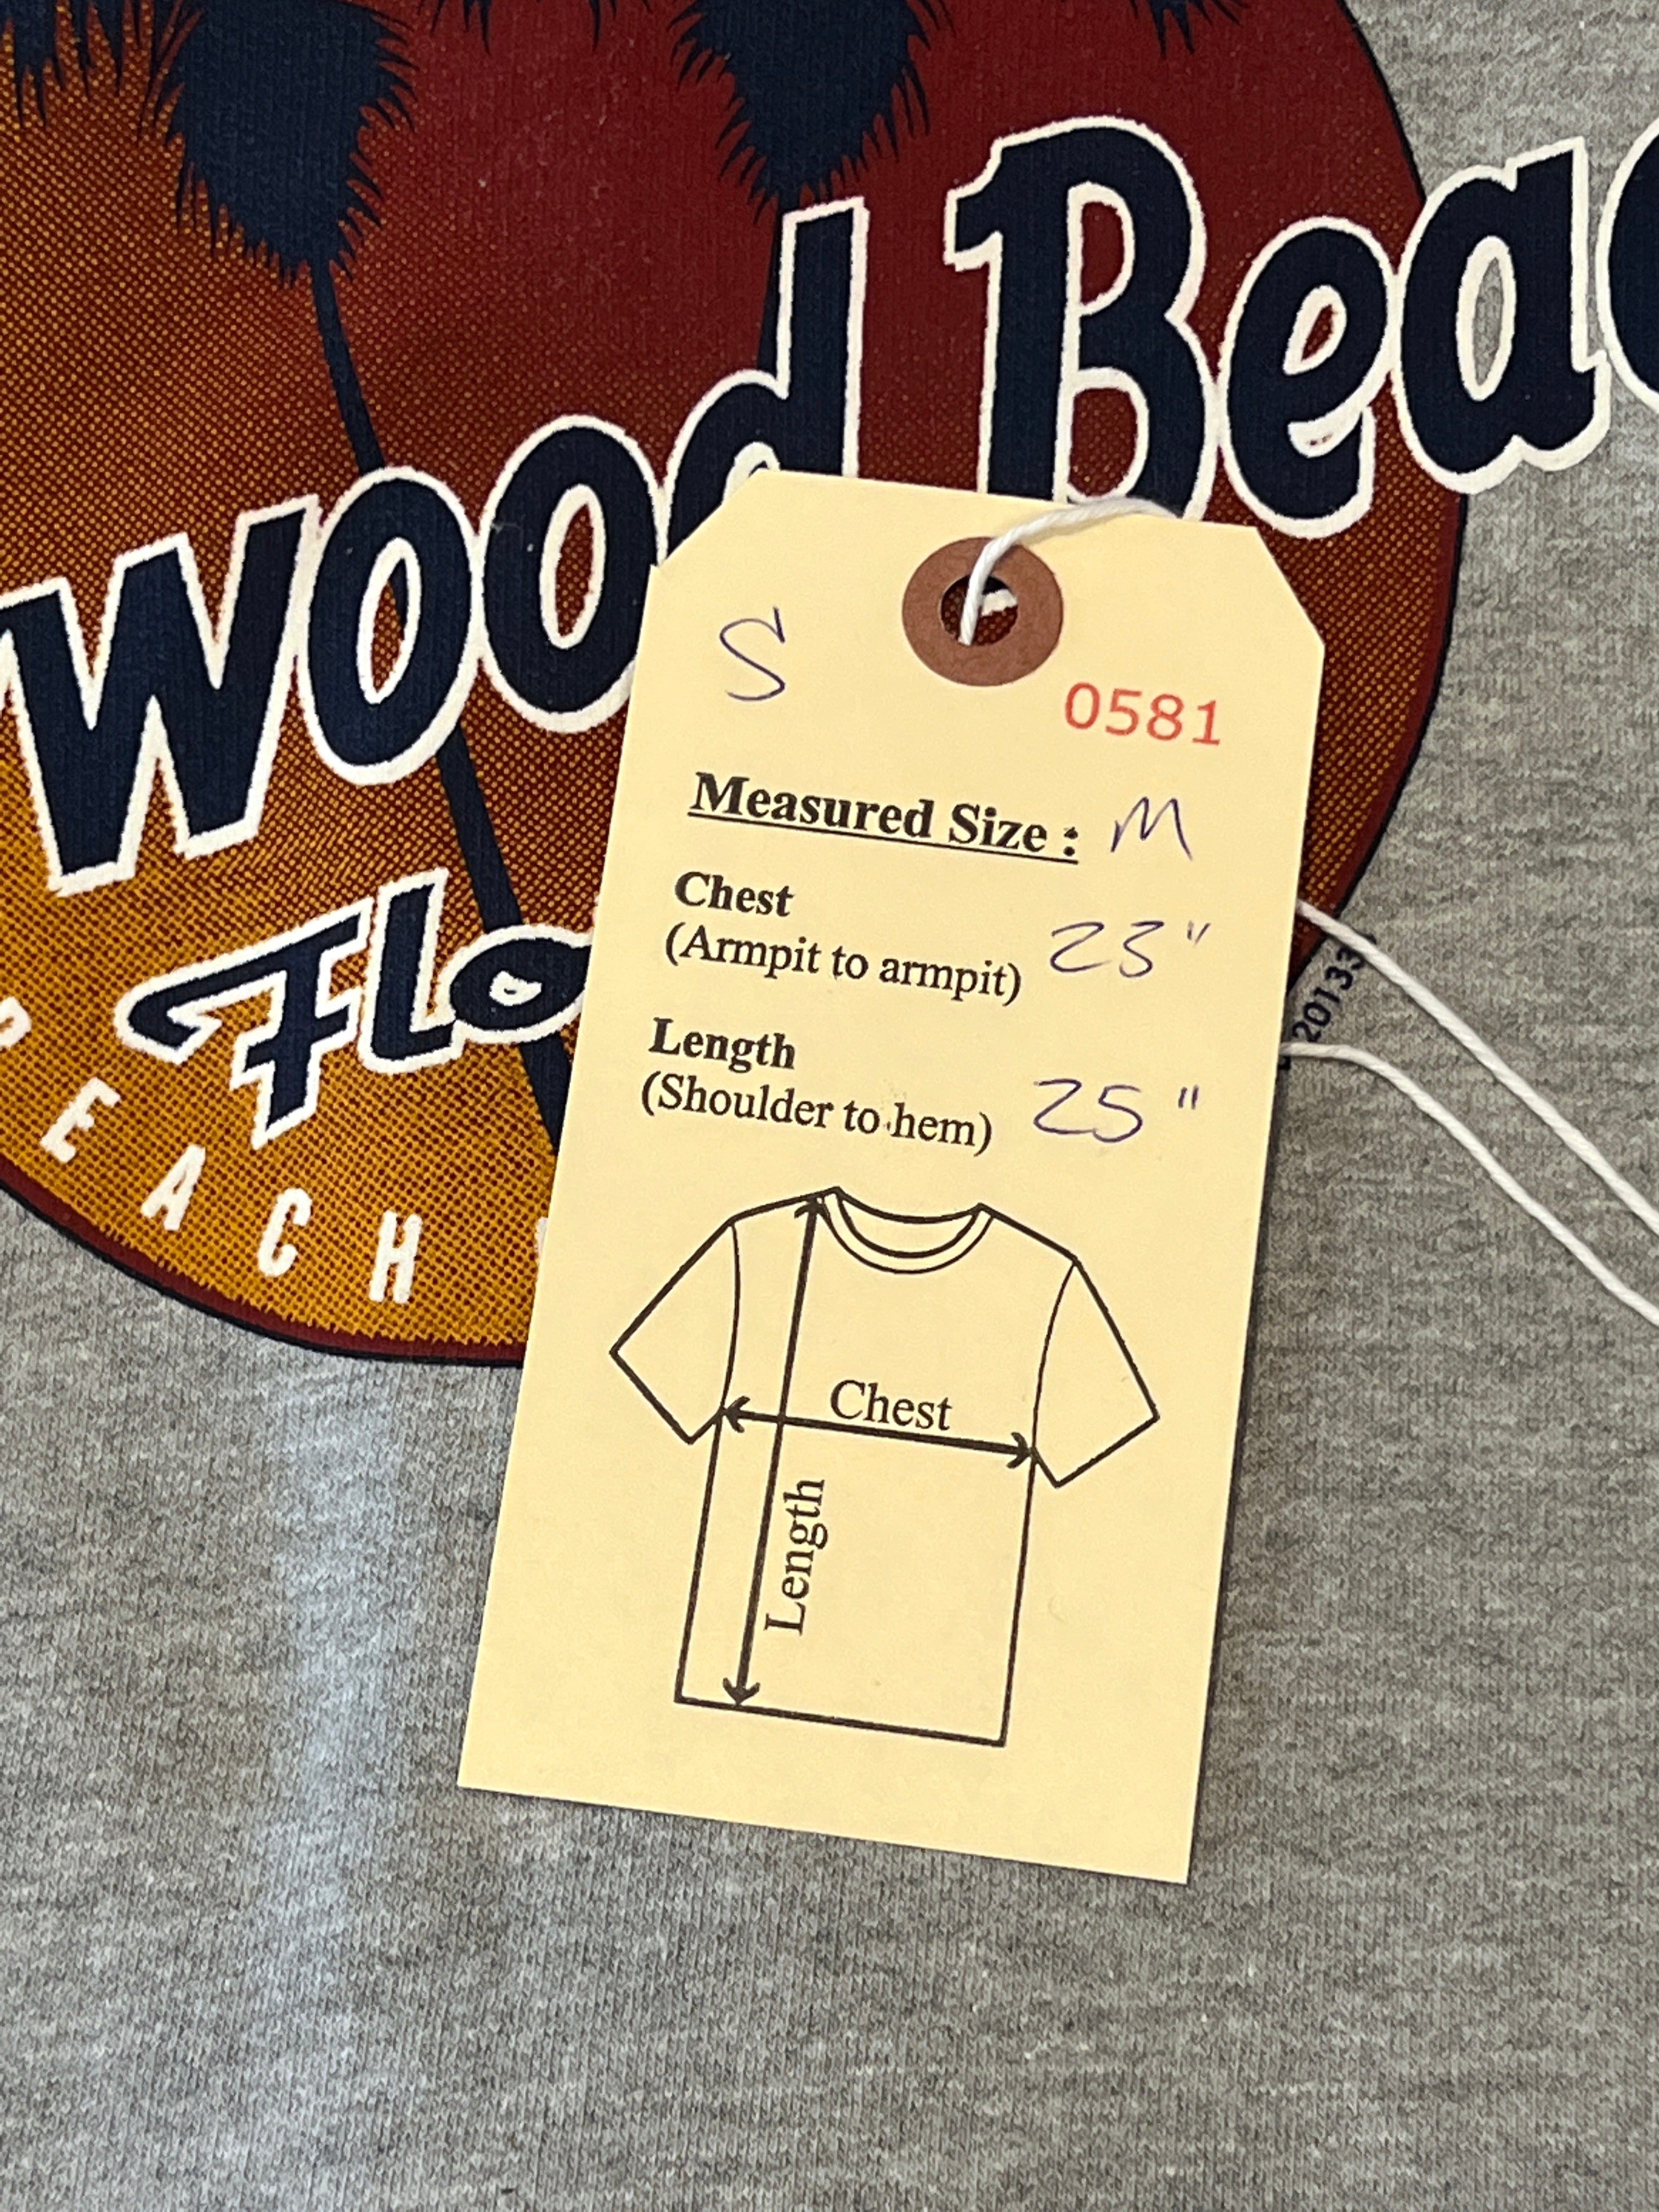 wood Bea
Flo
EACH
S
0581
Measured Size : M
Chest
(Armpit to armpit) 23"
Length
(Shoulder to hem) 25"
20133
Chest
Length